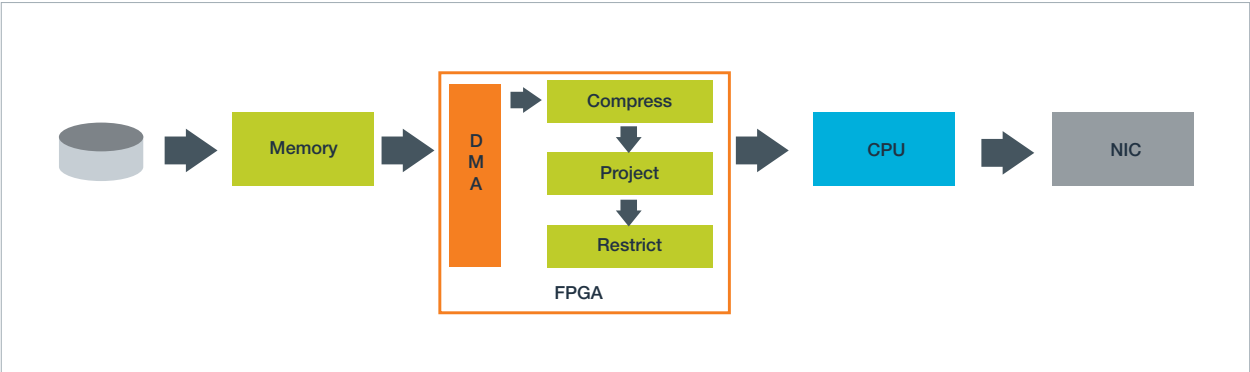 Memory
D
M
A
Compress
Project
Restrict
FPGA
CPU
NIC